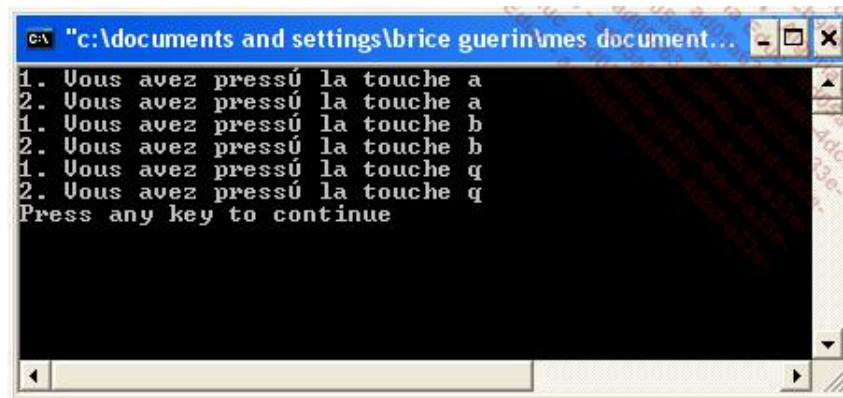 "c:\documents and settings\brice guerin\mes document...
1. Vous avez pressÚ la touche a
2. Vous avez pressÚ la touche a
1. Vous avez pressÚ la touche b
2. Vous avez pressÚ la touche b
1. Vous avez pressÚ la touche q
2. Vous avez pressÚ la touche q
Press any key to continue